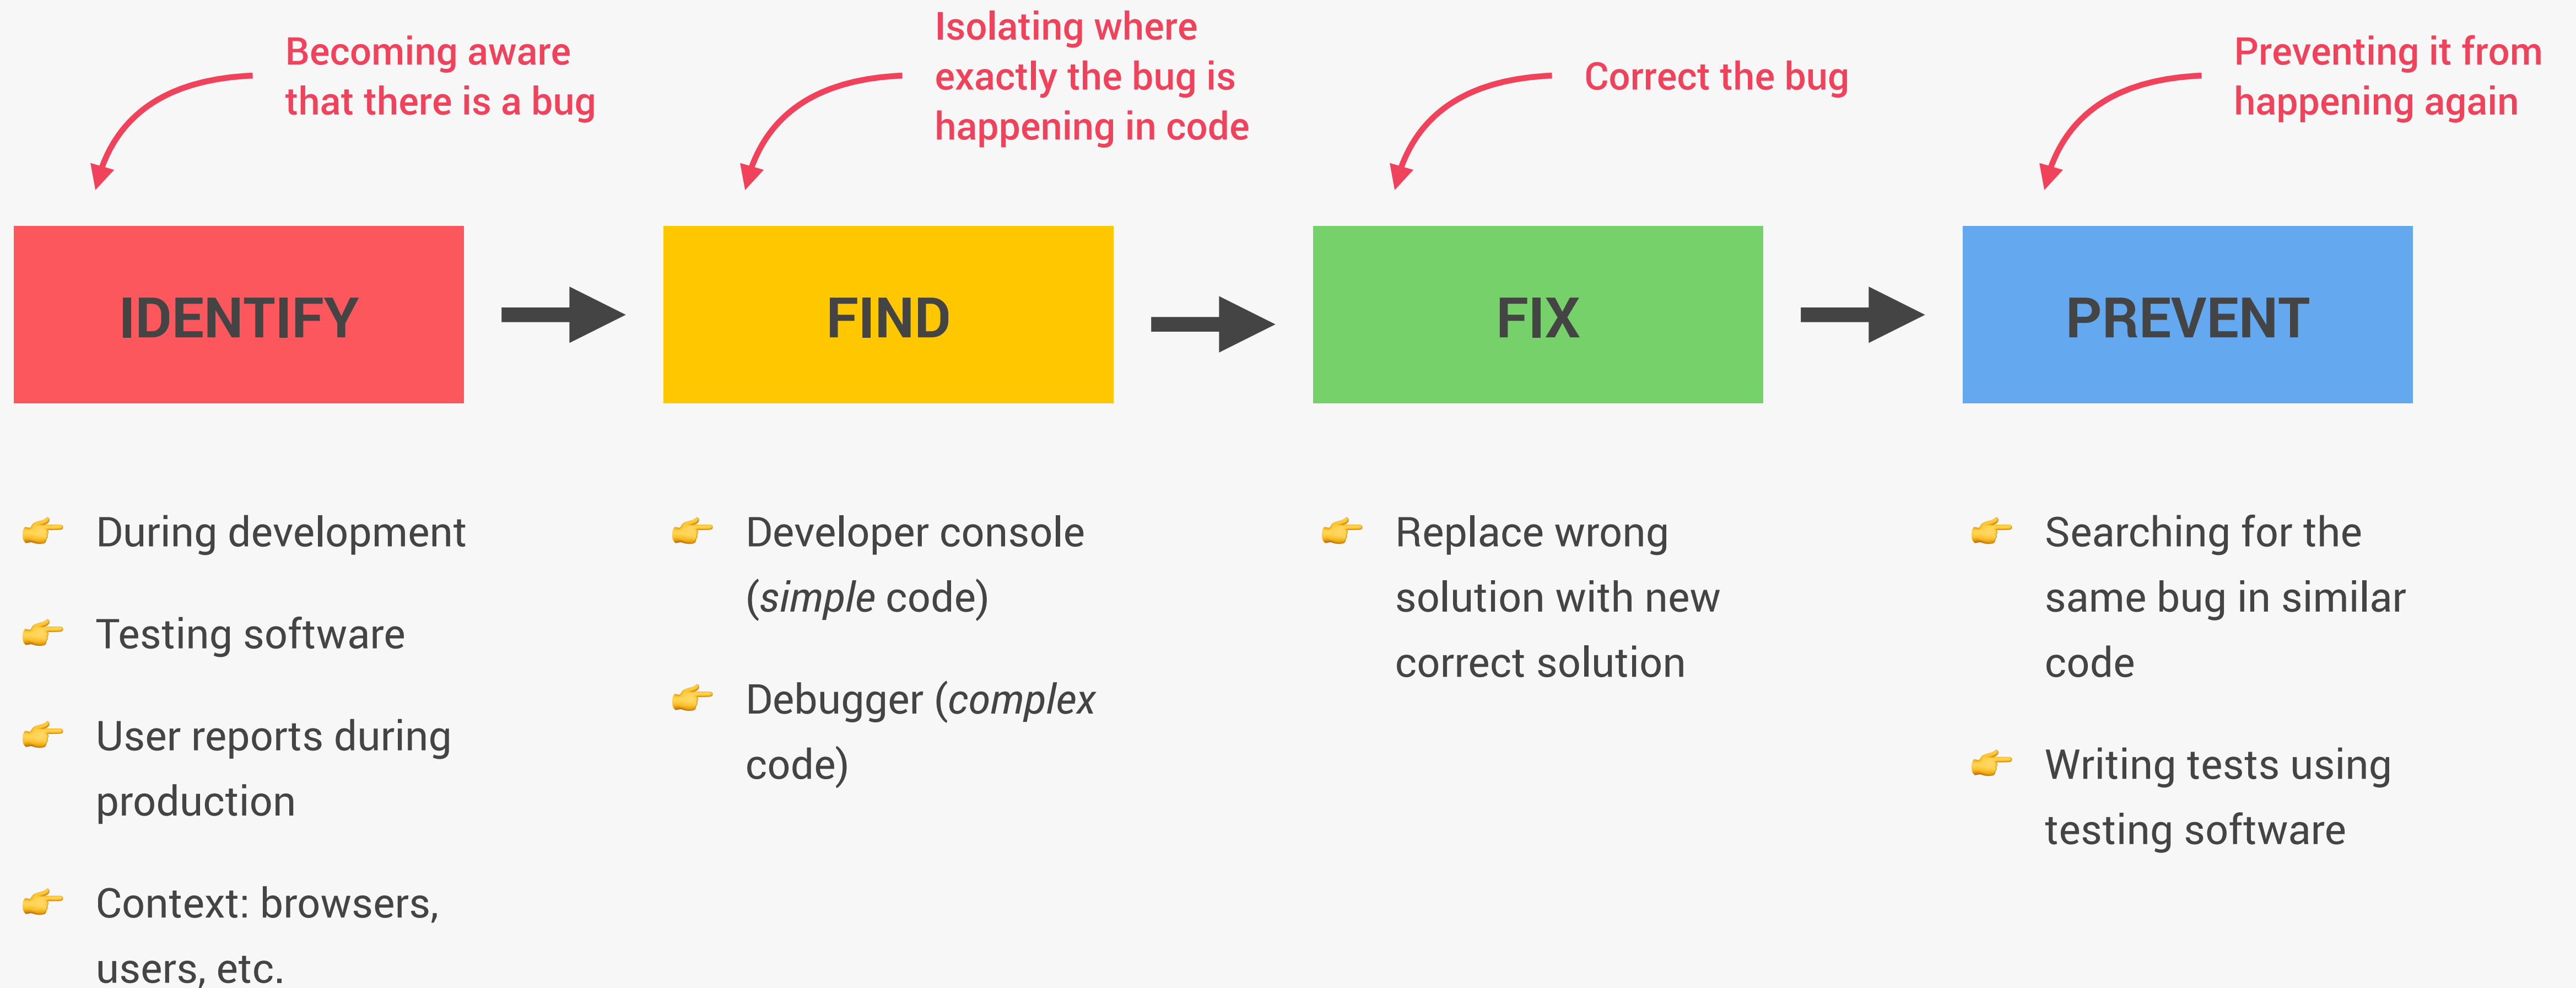 Becoming aware
that there is a bug
Isolating where
exactly the bug is
happening in code
Correct the bug
Preventing it from
happening again
IDENTIFY
FIND
FIX
PREVENT
During development
Testing software
User reports during
production
Context: browsers,
users, etc.
Developer console
(simple code)
Debugger (complex
code)
Replace wrong
solution with new
correct solution
Searching for the
same bug in similar
code
Writing tests using
testing software